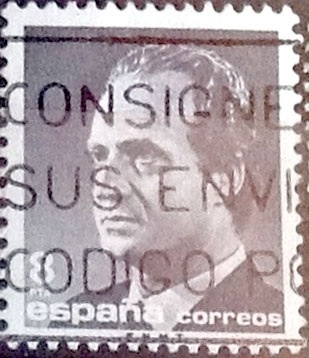 CONSIGNE
SUS ENVI
CODIGO PO
8
PTA
españa correos